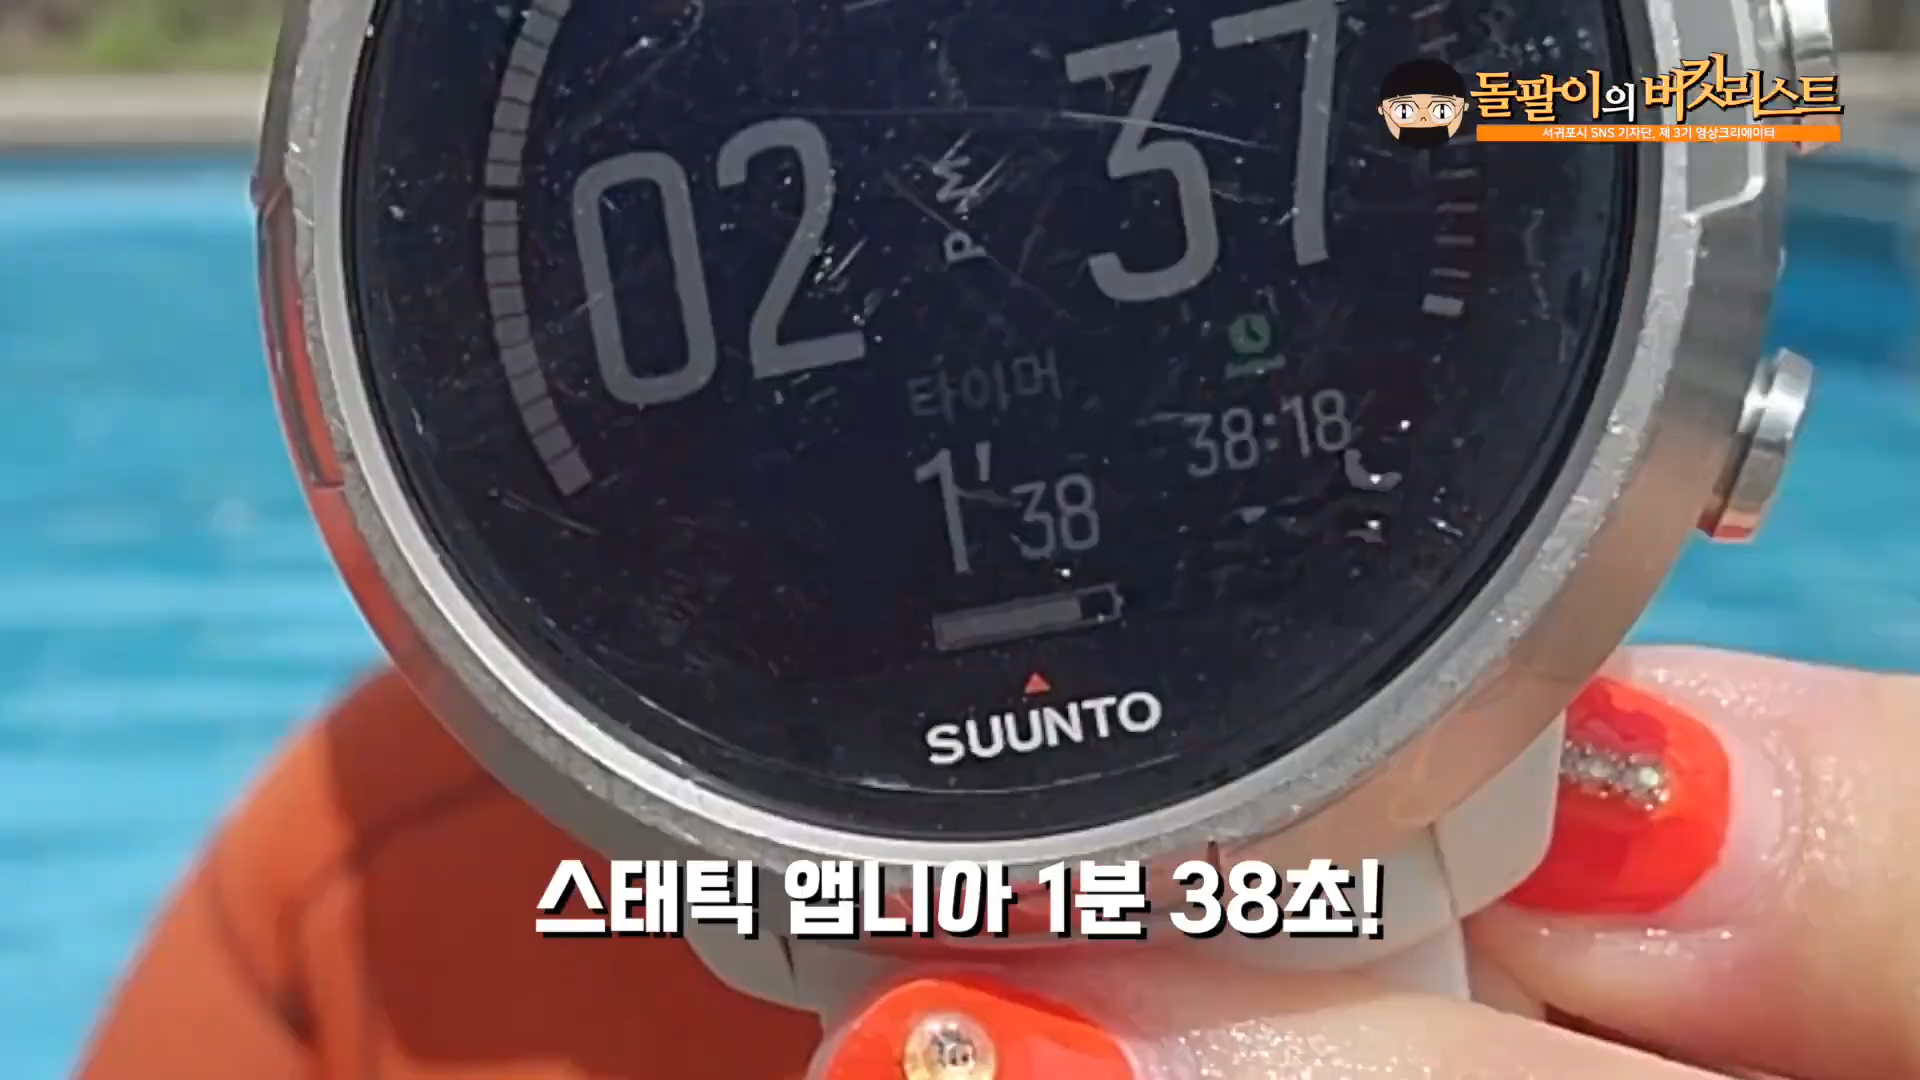 돌팔이의 버킷리스트
서귀포시 SNS 기자단, 제 3기 영상크리에이터
02 PM 37
타이머
38:18
1'38
SUUNTO
스태틱 앱니아 1분 38초!